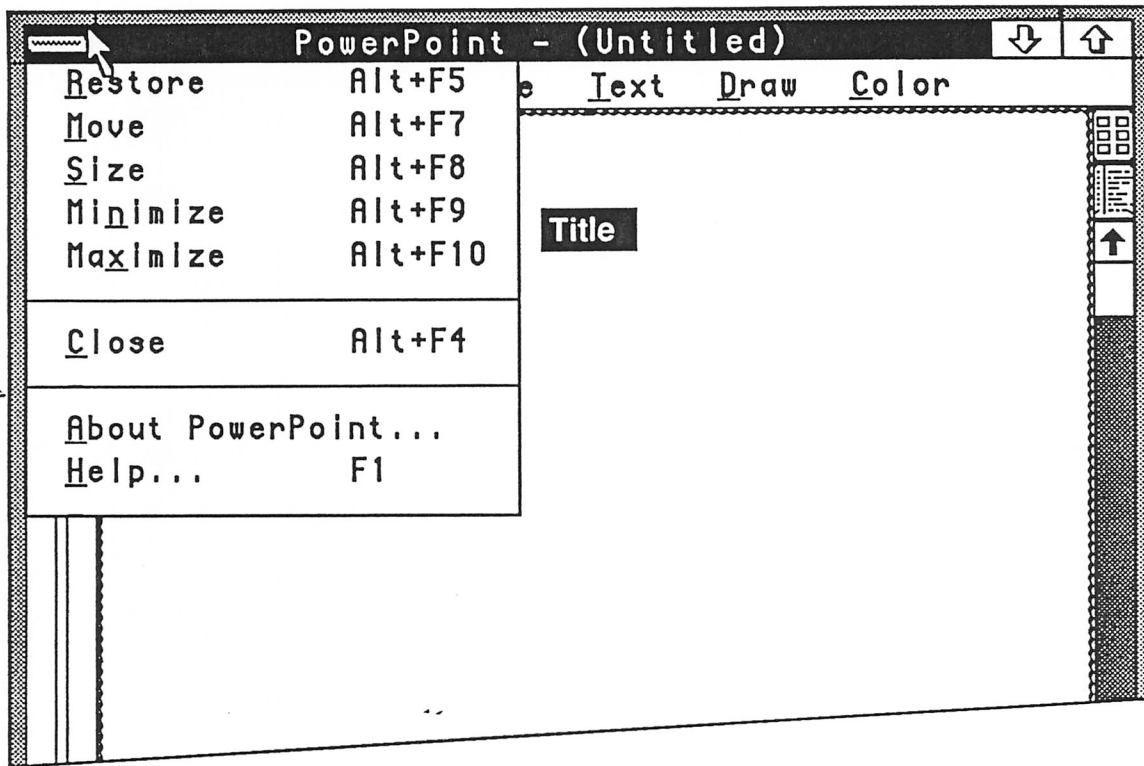 PowerPoint - (Untitled)
e Text Draw Color
Restore Alt+F5
Move Alt+F7
Size Alt+F8
Minimize Alt+F9
Maximize Alt+F10
Close Alt+F4
About PowerPoint...
Help... F1
Title